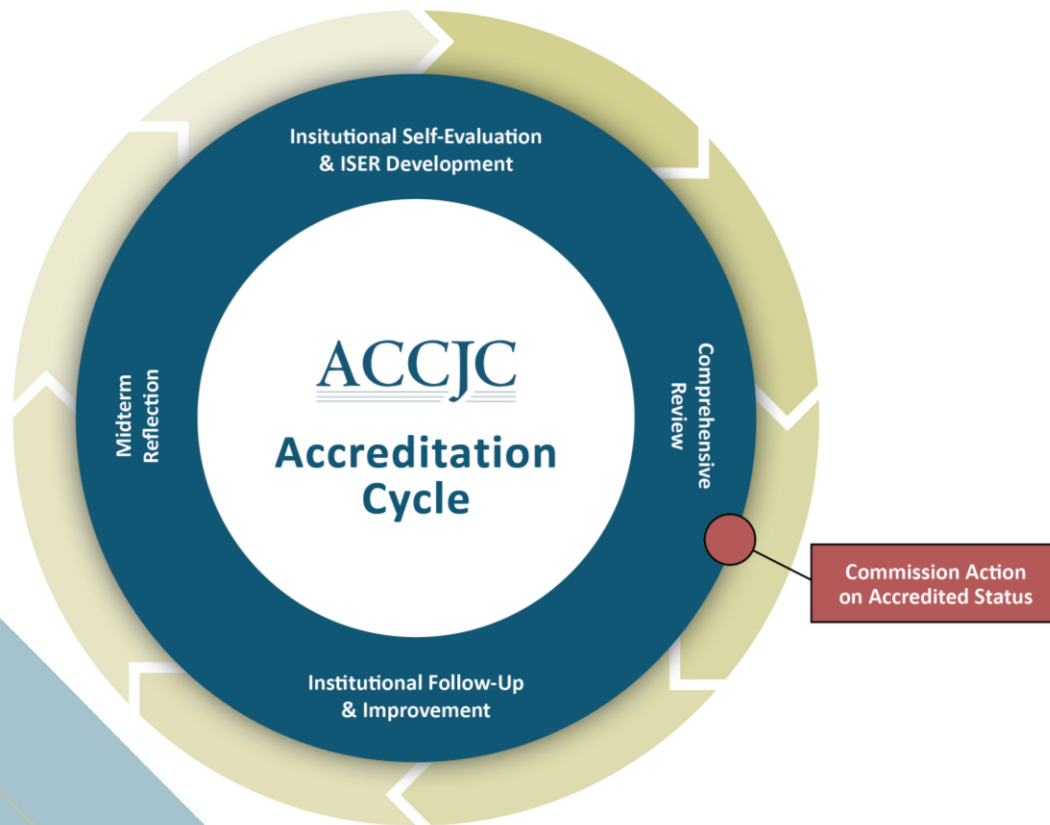 Insitutional Self-Evaluation
& ISER Development
Comprehensive
Review
Commission Action
on Accredited Status
Institutional Follow-Up
& Improvement
Midterm
Reflection
ACCJC
Accreditation
Cycle